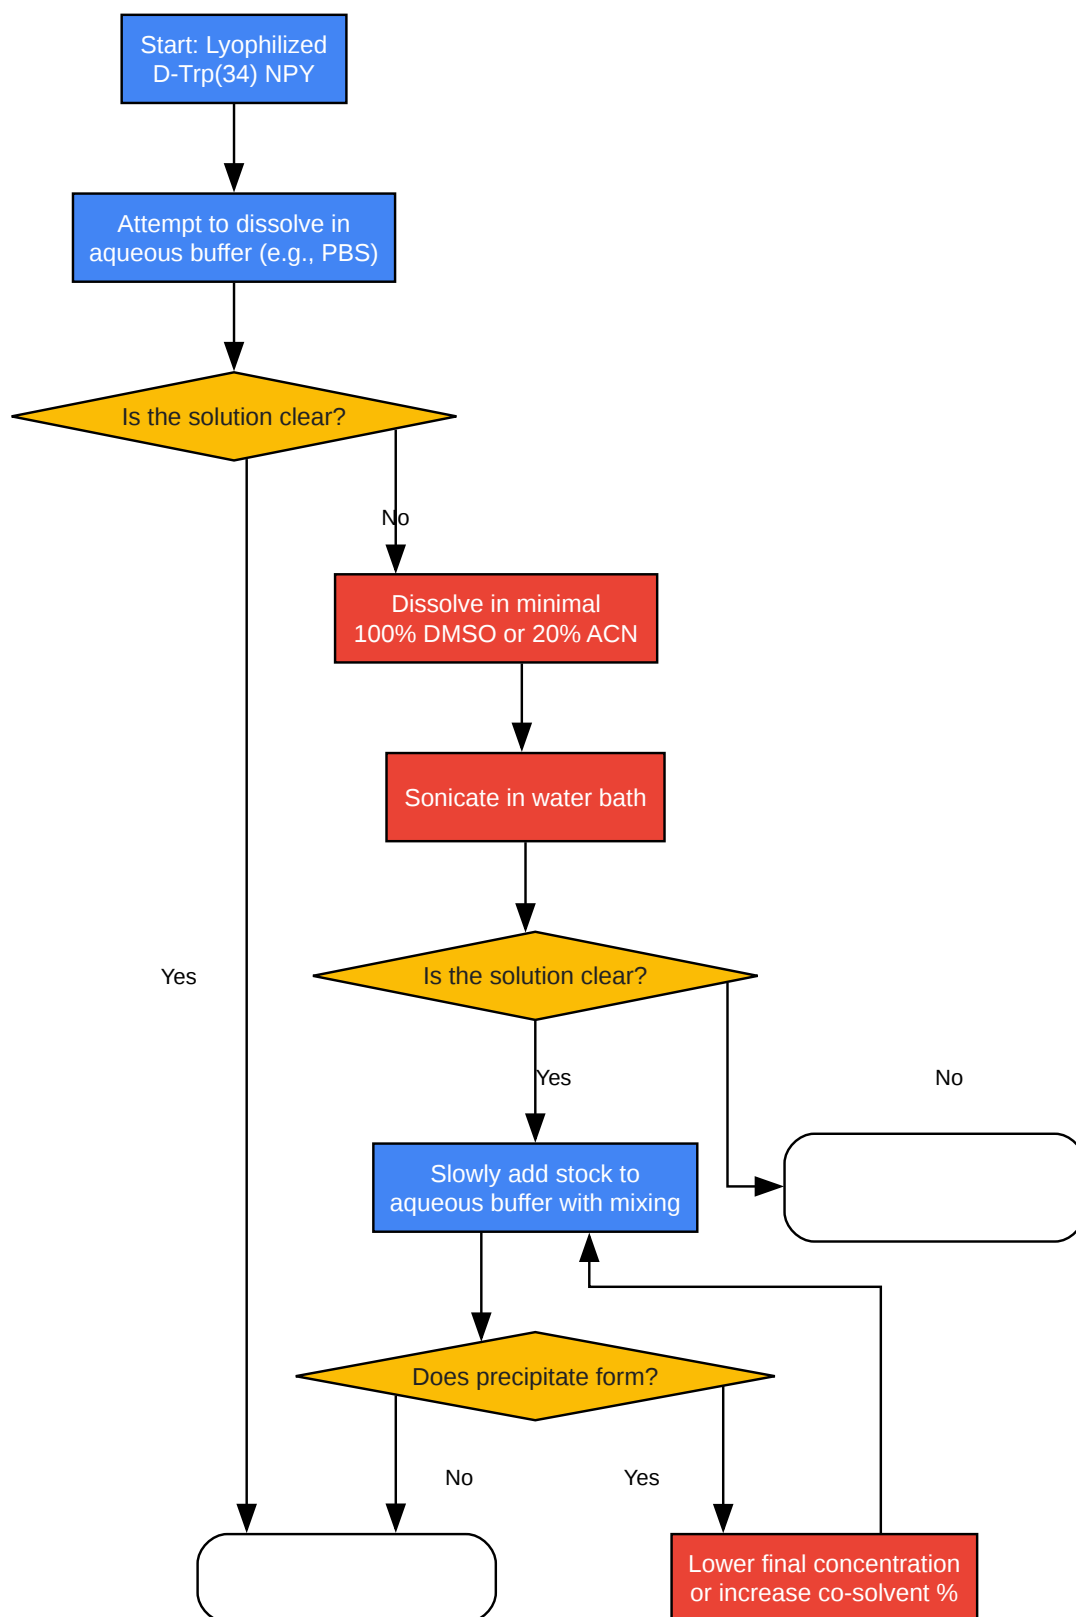 Start: Lyophilized
D-Trp(34) NPY
Attempt to dissolve in
aqueous buffer (e.g., PBS)
Is the solution clear?
No
Dissolve in minimal
100% DMSO or 20% ACN
Sonicate in water bath
Yes
Is the solution clear?
Yes
No
Slowly add stock to
aqueous buffer with mixing
Does precipitate form?
No
Yes
Lower final concentration
or increase co-solvent %